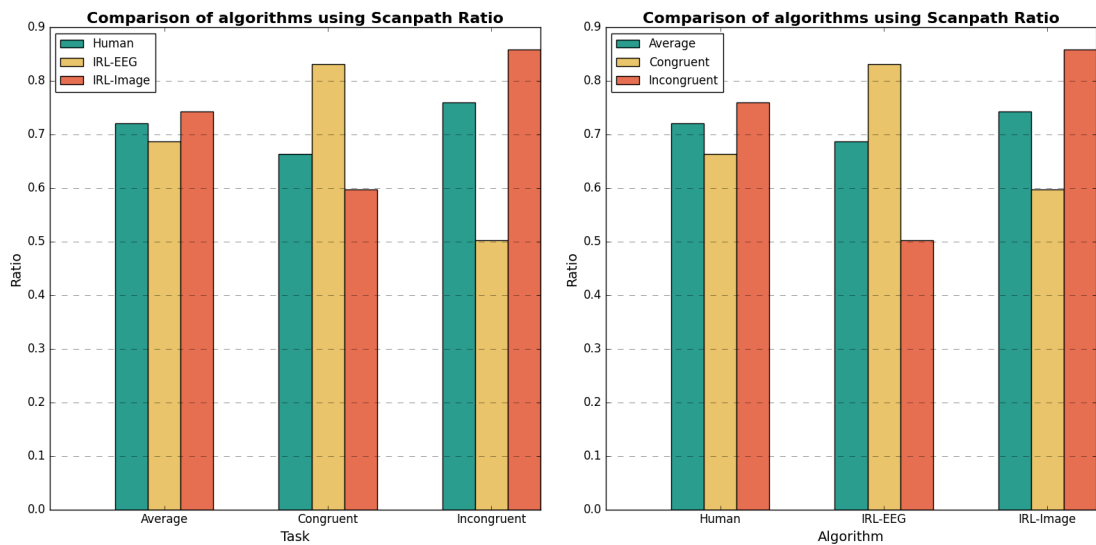 Comparison of algorithms using Scanpath Ratio
0.9
0.8
0.7
0.6
0.5
0.4
0.3
0.2
0.1
0.0
Ratio
Human
IRL-EEG
IRL-Image
Average Congruent Incongruent
Task
Comparison of algorithms using Scanpath Ratio
0.9
0.8
0.7
0.6
0.5
0.4
0.3
0.2
0.1
0.0
Ratio
Average
Congruent
Incongruent
Human IRL-EEG IRL-Image
Algorithm